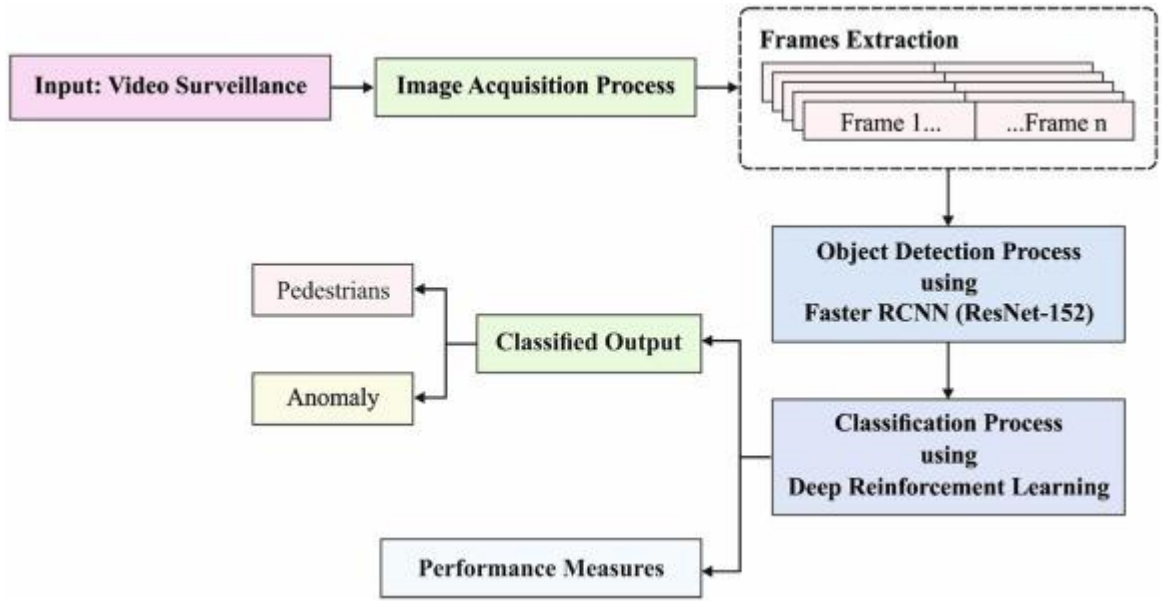 Input: Video Surveillance
Image Acquisition Process
Frames Extraction
Frame 1...
...Frame n
Object Detection Process
using
Faster RCNN (ResNet-152)
Classification Process
using
Deep Reinforcement Learning
Classified Output
Pedestrians
Anomaly
Performance Measures